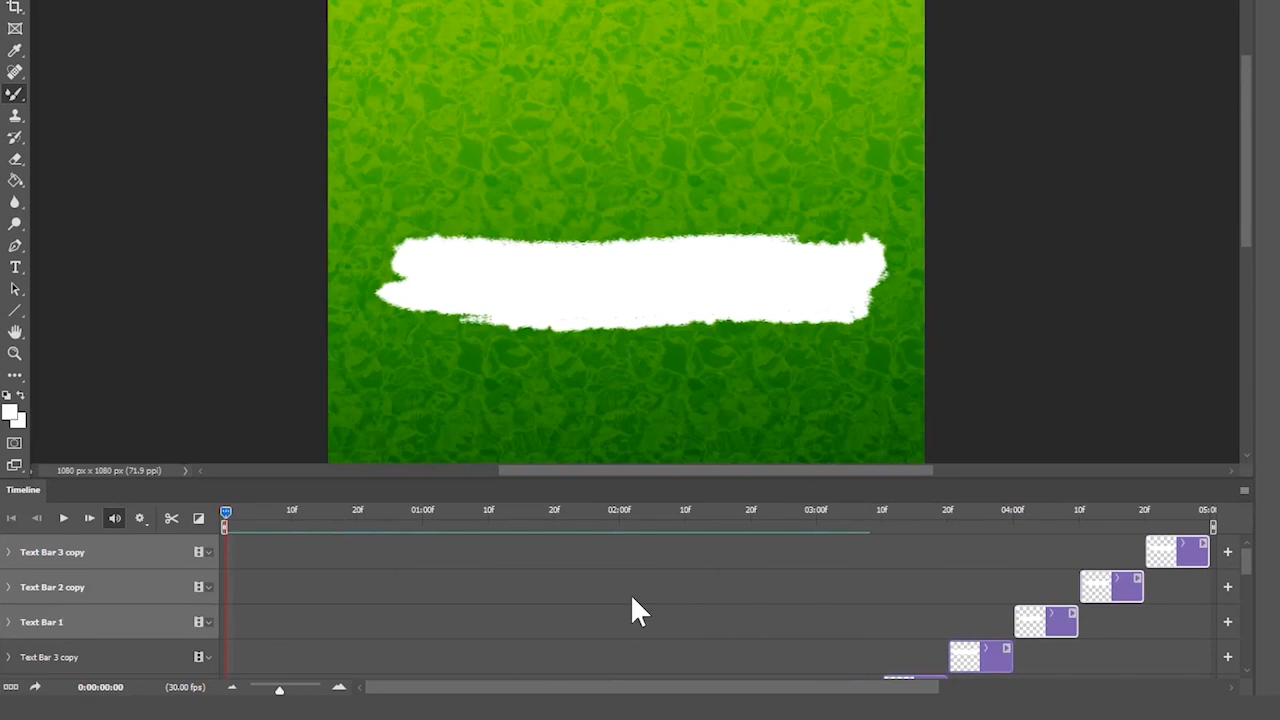 1080 px x 1080 px (71.9 ppi)
Timeline
10f 20f 01:00f 10f 20f 02:00f 10f 20f 03:00f 10f 20f 04:00f 10f 20f 05:0
Text Bar 3 copy
Text Bar 2 copy
Text Bar 1
Text Bar 3 copy
0:00:00:00 (30.00 fps)